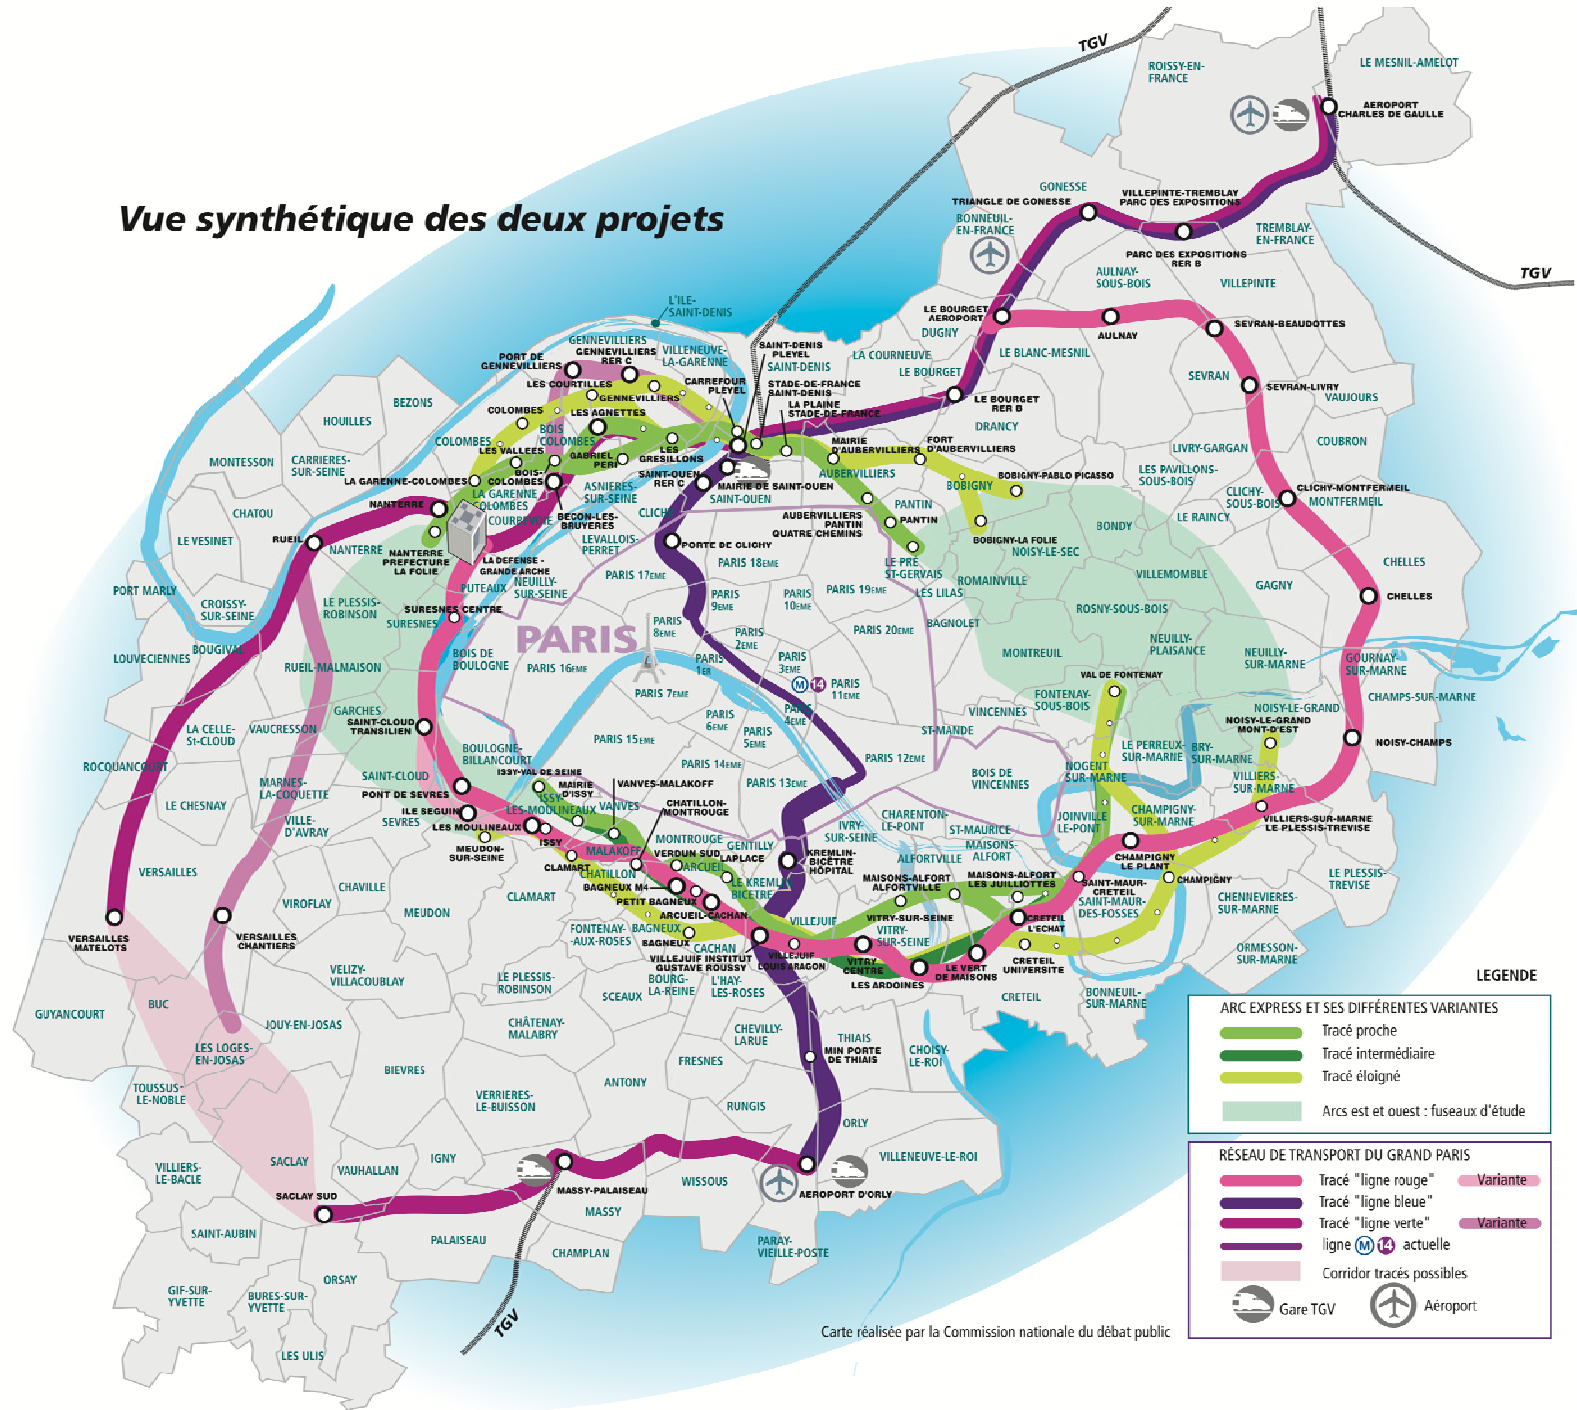 Vue synthétique des deux projets
TGV
ROISSY-EN-
FRANCE
LE MESNIL-AMELOT
AEROPORT
CHARLES DE GAULLE
GONESSE
VILLEPINTE-TREMBLAY
PARC DES EXPOSITIONS
TRIANGLE DE GONESSE
BONNEUIL-
EN-FRANCE
TREMBLAY-
EN-FRANCE
PARC DES EXPOSITIONS
RER B
TGV
AULNAY-
SOUS-BOIS
VILLEPINTE
L'ILE-
SAINT-DENIS
LE BOURGET
AEROPORT
DUGNY
AULNAY
SEVRAN-BEAUDOTTES
GENNEVILLIERS
PORT DE
GENNEVILLIERS
GENNEVILLIERS
RER C
VILLENEUVE-
LA-GARENNE
SAINT-DENIS
PLEYEL
SAINT-DENIS
LA COURNEUVE
LE BOURGET
LE BLANC-MESNIL
SEVRAN
SEVRAN-LIVRY
VAUJOURS
LES COURTILLES
GENNEVILLIERS
CARREFOUR
PLEYEL
STADE-DE-FRANCE
SAINT-DENIS
LA PLAINE
STADE-DE-FRANCE
LE BOURGET
RER B
DRANCY
BEZONS
HOUILLES
COLOMBES
LES AGNETTES
COLOMBES
BOIS
COLOMBES
LES VALLEES
GABRIEL
PERI
LES
GRESILLONS
MAIRIE
D'AUBERVILLIERS
FORT
D'AUBERVILLIERS
LIVRY-GARGAN
COUBRON
MONTESSON
CARRIERES-
SUR-SEINE
LA GARENNE-COLOMBES
BOIS-
COLOMBES
SAINT-OUEN
RER C
MAIRIE DE SAINT-OUEN
SAINT-OUEN
AUBERVILLIERS
BOBIGNY
BOBIGNY-PABLO PICASSO
LES PAVILLONS-
SOUS-BOIS
CLICHY-
SOUS-BOIS
CLICHY-MONTFERMEIL
MONTFERMEIL
CHATOU
NANTERRE
LA GARENNE
COLOMBES
COURBEVOIE
ASNIERES
SUR-SEINE
BECON-LES-
BRUYERES
CLICHY
PANTIN
AUBERVILLIERS
PANTIN
QUATRE CHEMINS
PANTIN
BOBIGNY-LA FOLIE
NOISY-LE-SEC
BONDY
LE RAINCY
LE VESINET
RUEIL
NANTERRE
NANTERRE
PREFECTURE
LA FOLIE
LA DEFENSE -
GRANDE ARCHE
LEVALLOIS-
PERRET
PORTE DE CLICHY
PARIS 17EME
PARIS 18EME
LE PRÉ
ST-GERVAIS
LES LILAS
ROMAINVILLE
VILLEMOMBLE
GAGNY
CHELLES
CHELLES
PORT MARLY
CROISSY-
SUR-SEINE
LE PLESSIS-
ROBINSON
PUTEAUX
NEUILLY-
SUR-SEINE
SURESNES CENTRE
SURESNES
PARIS
9EME
PARIS
10EME
PARIS 19EME
ROSNY-SOUS-BOIS
LOUVECIENNES
BOUGIVAL
RUEIL-MALMAISON
BOIS DE
BOULOGNE
PARIS
PARIS
8EME
PARIS
2EME
PARIS 20EME
BAGNOLET
MONTREUIL
NEUILLY-
PLAISANCE
NEUILLY-
SUR-MARNE
GOURNAY-
SUR-MARNE
PARIS 16EME
PARIS
1ER
PARIS
3EME
M 14
PARIS
11EME
PARIS 7EME
PARIS
4EME
VAL DE FONTENAY
FONTENAY-
SOUS-BOIS
CHAMPS-SUR-MARNE
NOISY-LE-GRAND
NOISY-LE-GRAND
MONT-D'EST
NOISY-CHAMPS
LA CELLE-
St-CLOUD
VAUCRESSON
GARCHES
SAINT-CLOUD
TRANSILIEN
PARIS
6EME
PARIS
5EME
VINCENNES
ST-MANDE
PARIS 15EME
PARIS 12EME
LE PERREUX-
SUR-MARNE
BRY-
SUR-MARNE
ROCQUANCOURT
SAINT-CLOUD
BOULOGNE-
BILLANCOURT
ISSY-VAL DE SEINE
PARIS 14EME
PARIS 13EME
BOIS DE
VINCENNES
NOGENT
SUR-MARNE
VILLIERS-
SUR-MARNE
LE CHESNAY
MARNES-
LA-COQUETTE
VILLE-
D'AVRAY
PONT DE SEVRES
ILE SEGUIN
SEVRES
MAIRIE
D'ISSY
ISSY-
LES-MOULINEAUX
VANVES
VANVES-MALAKOFF
CHATILLON-
MONTROUGE
LES MOULINEAUX
ISSY
MEUDON-
SUR-SEINE
CLAMART
MALAKOFF
MONTROUGE
GENTILLY
IVRY-
SUR-SEINE
CHARENTON-
LE-PONT
ST-MAURICE
JOINVILLE
LE-PONT
CHAMPIGNY-
SUR-MARNE
VILLIERS-SUR-MARNE
LE PLESSIS-TREVISE
VERDUN SUD
LAPLACE
ARCUEIL
KREMLIN-
BICÊTRE
HÔPITAL
ALFORTVILLE
MAISONS-
ALFORT
CHAMPIGNY
LE PLANT
VERSAILLES
CHAVILLE
CLAMART
CHATILLON
BAGNEUX M4
PETIT BAGNEUX
LE KREMLIN
BICETRE
MAISONS-ALFORT
ALFORTVILLE
MAISONS-ALFORT
LES JUILLIOTTES
SAINT-MAUR-
CRETEIL
SAINT-MAUR-
DES-FOSSES
CHAMPIGNY
LE PLESSIS
TREVISE
VIROFLAY
MEUDON
ARCUEIL-CACHAN
VILLEJUIF
VITRY-SUR-SEINE
VITRY-
SUR-SEINE
CRETEIL
L'ECHAT
CHENNEVIERES-
SUR-MARNE
VERSAILLES
MATELOTS
VERSAILLES
CHANTIERS
FONTENAY-
AUX-ROSES
BAGNEUX
BAGNEUX
CACHAN
VILLEJUIF INSTITUT
GUSTAVE ROUSSY
VILLEJUIF
LOUIS ARAGON
VITRY
CENTRE
LES ARDOINES
LE VERT
DE MAISONS
CRETEIL
UNIVERSITE
ORMESSON-
SUR-MARNE
VELIZY-
VILLACOUBLAY
LE PLESSIS-
ROBINSON
SCEAUX
BOURG-
LA-REINE
L'HAY-
LES-ROSES
CRETEIL
BONNEUIL-
SUR-MARNE
GUYANCOURT
BUC
JOUY-EN-JOSAS
LES LOGES-
EN-JOSAS
CHÂTENAY-
MALABRY
CHEVILLY-
LARUE
THIAIS
MIN PORTE
DE THIAIS
CHOISY-
LE-ROI
BIEVRES
FRESNES
ANTONY
TOUSSUS-
LE-NOBLE
VERRIERES-
LE-BUISSON
RUNGIS
ORLY
VILLIERS-
LE-BACLE
SACLAY
VAUHALLAN
IGNY
VILLENEUVE-LE-ROI
SACLAY SUD
MASSY-PALAISEAU
WISSOUS
AEROPORT D'ORLY
MASSY
SAINT-AUBIN
PALAISEAU
CHAMPLAN
PARAY-
VIEILLE-POSTE
ORSAY
GIF-SUR-
YVETTE
BURES-SUR-
YVETTE
LES ULIS
TGV
LEGENDE
ARC EXPRESS ET SES DIFFÉRENTES VARIANTES
Tracé proche
Tracé intermédiaire
Tracé éloigné
Arcs est et ouest : fuseaux d'étude
RÉSEAU DE TRANSPORT DU GRAND PARIS
Tracé "ligne rouge" Variante
Tracé "ligne bleue"
Tracé "ligne verte" Variante
ligne M 14 actuelle
Corridor tracés possibles
Gare TGV
Aéroport
Carte réalisée par la Commission nationale du débat public